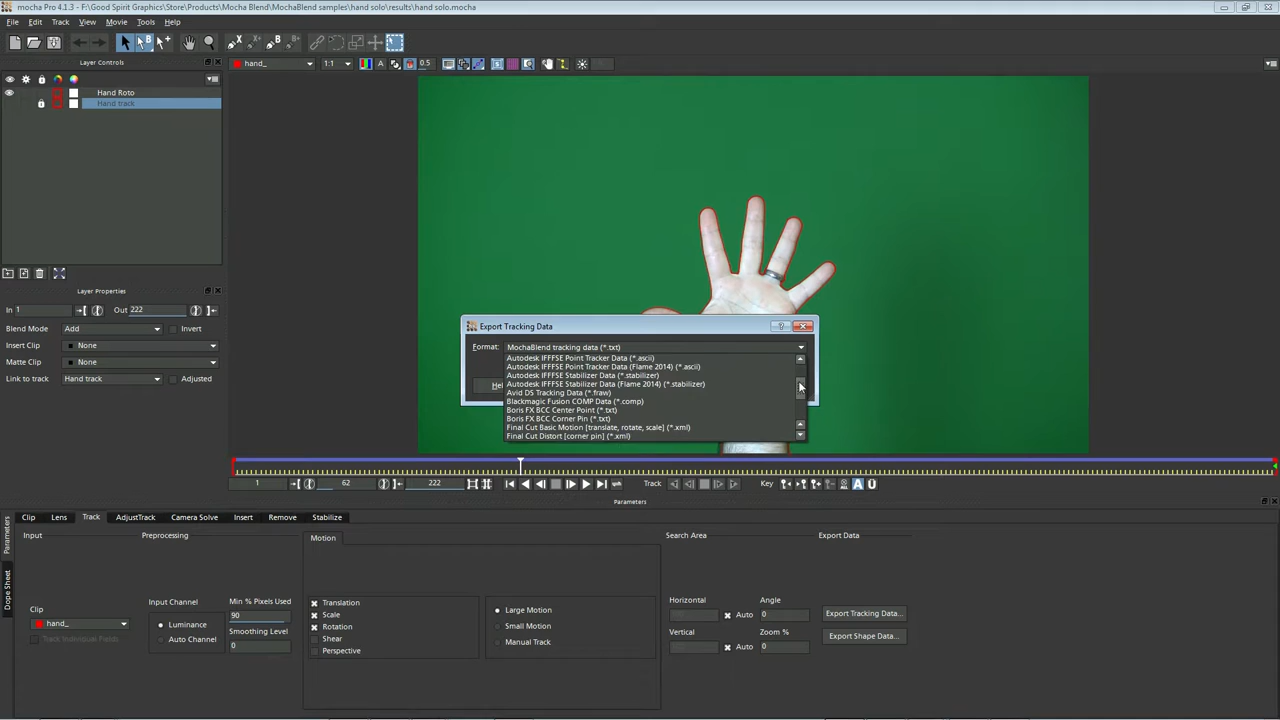 mocha Pro 4.1.3 - F:\Good Spirit Graphics\Store\Products\Mocha Blend\MochaBlend samples\hand solo\results\hand solo.mocha
File Edit Track View Movie Tools Help
Layer Controls
hand_ 1:1 A 0.5
Hand Roto
Hand track
Layer Properties
In 1 Out 222
Blend Mode Add Invert
Insert Clip None
Matte Clip None
Link to track Hand track Adjusted
Export Tracking Data
Format: MochaBlend tracking data (*.txt)
Autodesk IFFFSE Point Tracker Data (*.ascii)
Autodesk IFFFSE Point Tracker Data (Flame 2014) (*.ascii)
Autodesk IFFFSE Stabilizer Data (*.stabilizer)
Autodesk IFFFSE Stabilizer Data (Flame 2014) (*.stabilizer)
Avid DS Tracking Data (*.fraw)
Blackmagic Fusion COMP Data (*.comp)
Boris FX BCC Center Point (*.txt)
Boris FX BCC Corner Pin (*.txt)
Final Cut Basic Motion [translate, rotate, scale] (*.xml)
Final Cut Distort [corner pin] (*.xml)
1 62 222 Track Key A
Parameters
Parameters
Dope Sheet
Clip Lens Track AdjustTrack Camera Solve Insert Remove Stabilize
Input Preprocessing Motion Search Area Export Data
Clip
hand_
Track Individual Fields
Input Channel
Luminance
Auto Channel
Min % Pixels Used
90
Smoothing Level
0
Translation
Scale
Rotation
Shear
Perspective
Large Motion
Small Motion
Manual Track
Horizontal Angle
Auto 0
Vertical Zoom %
Auto 0
Export Tracking Data...
Export Shape Data...